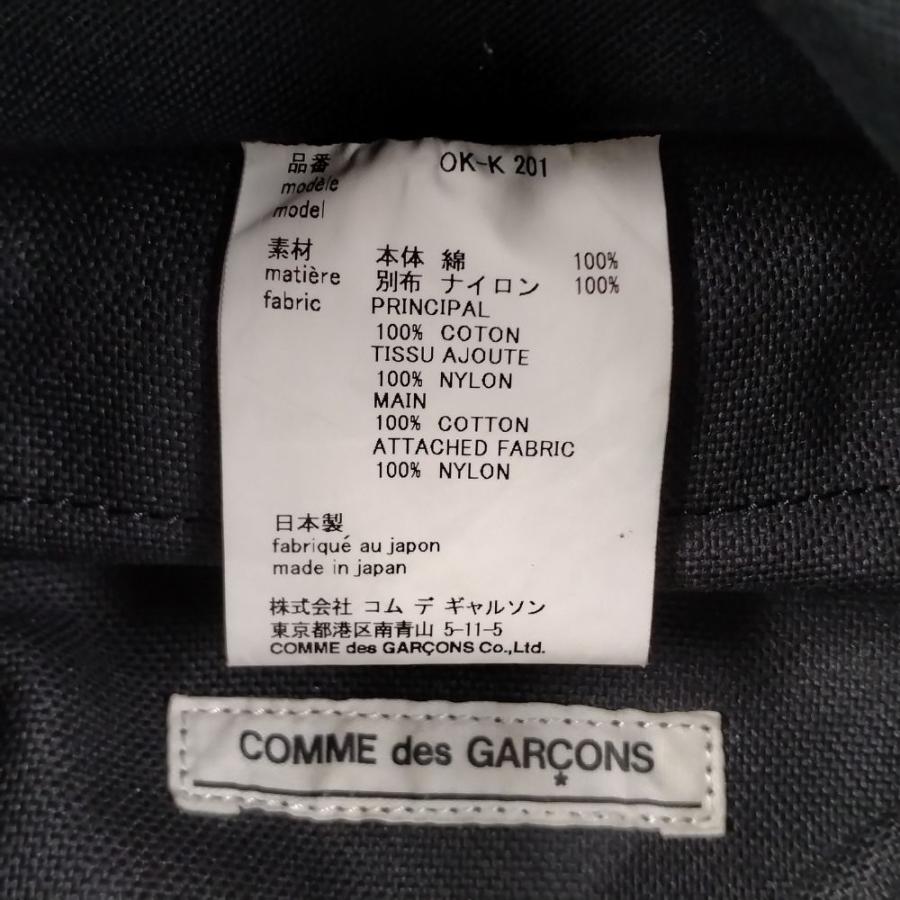 品番 OK-K 201
modèle
model
素材 本体 綿 100%
matière 別布 ナイロン 100%
fabric PRINCIPAL
100% COTON
TISSU AJOUTE
100% NYLON
MAIN
100% COTTON
ATTACHED FABRIC
100% NYLON
日本製
fabriqué au japon
made in japan
株式会社 コム デ ギャルソン
東京都港区南青山 5-11-5
COMME des GARÇONS Co.,Ltd.
COMME des GARÇONS
*